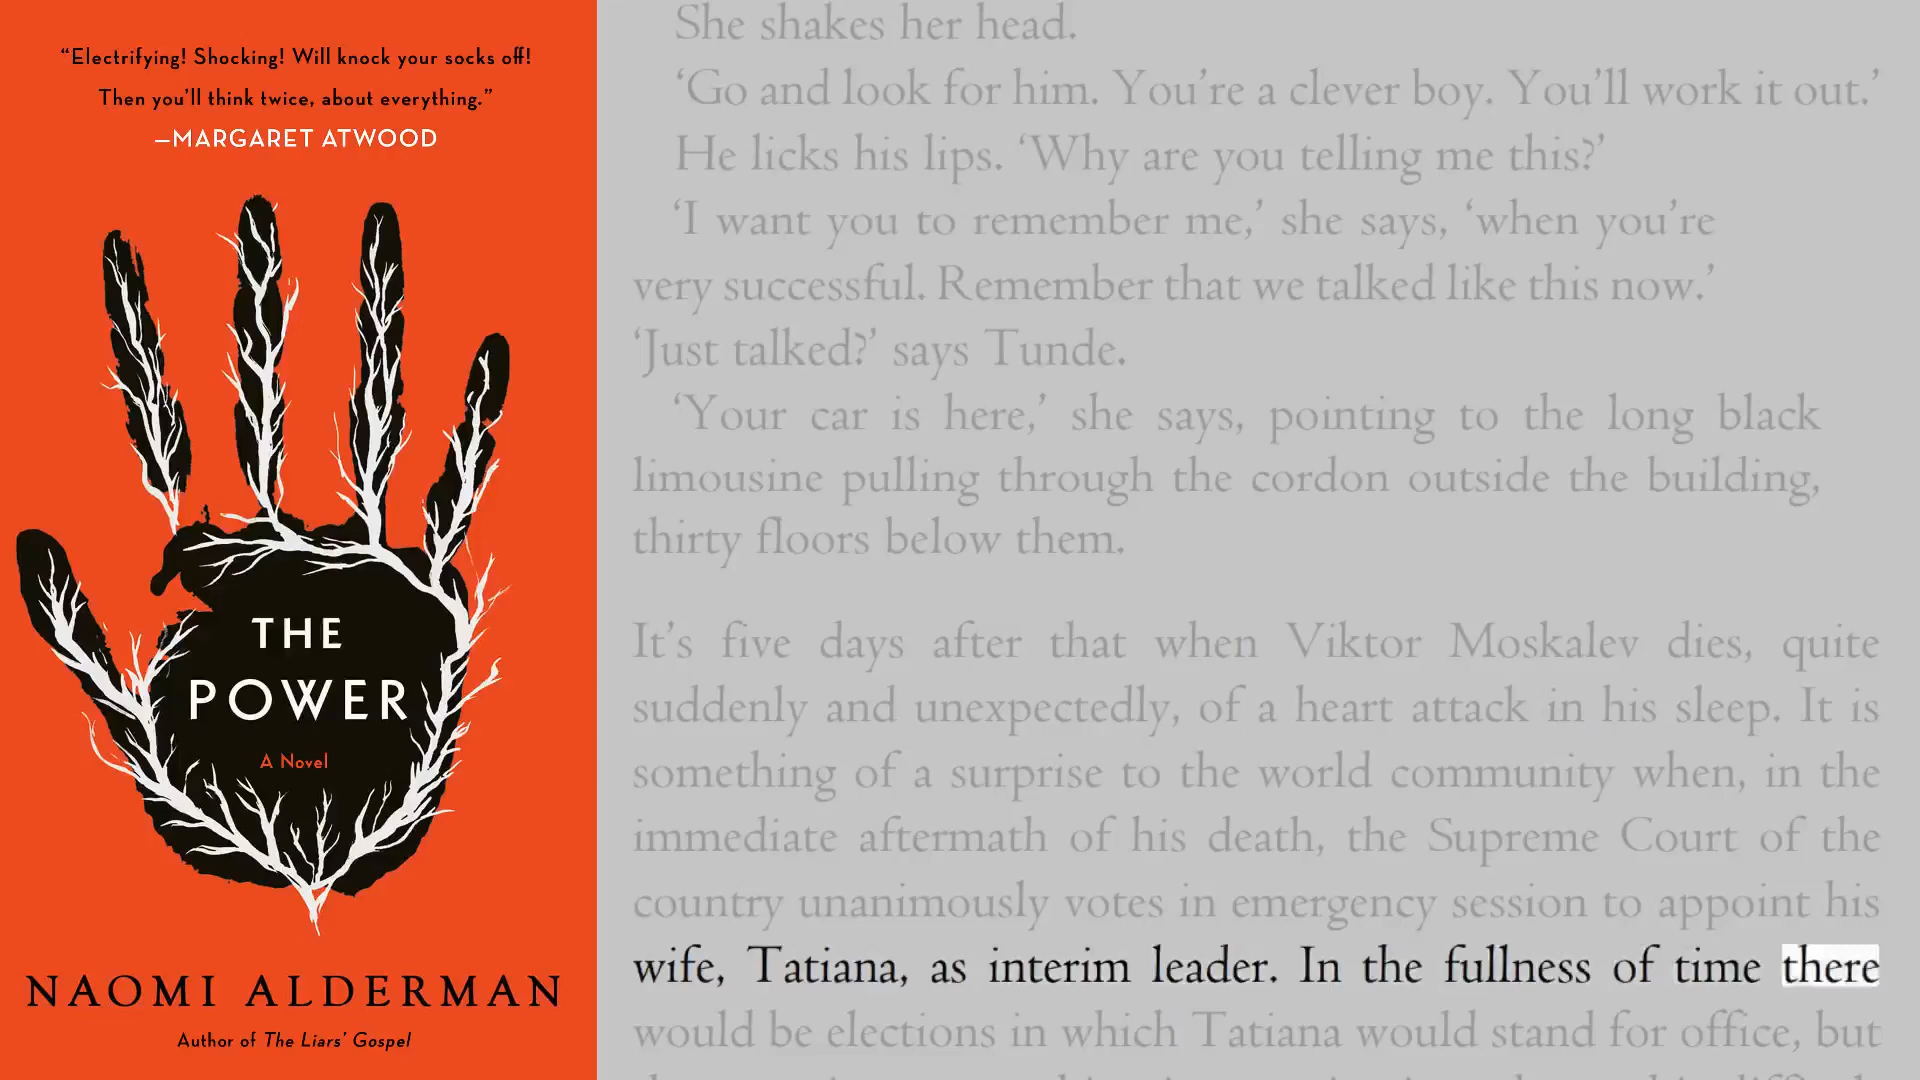 “Electrifying! Shocking! Will knock your socks off!
Then you’ll think twice, about everything.”
—MARGARET ATWOOD
THE
POWER
A Novel
NAOMI ALDERMAN
Author of The Liars’ Gospel
She shakes her head.
‘Go and look for him. You’re a clever boy. You’ll work it out.’
He licks his lips. ‘Why are you telling me this?’
‘I want you to remember me,’ she says, ‘when you’re
very successful. Remember that we talked like this now.’
‘Just talked?’ says Tunde.
‘Your car is here,’ she says, pointing to the long black
limousine pulling through the cordon outside the building,
thirty floors below them.
It’s five days after that when Viktor Moskalev dies, quite
suddenly and unexpectedly, of a heart attack in his sleep. It is
something of a surprise to the world community when, in the
immediate aftermath of his death, the Supreme Court of the
country unanimously votes in emergency session to appoint his
wife, Tatiana, as interim leader. In the fullness of time there
would be elections in which Tatiana would stand for office, but